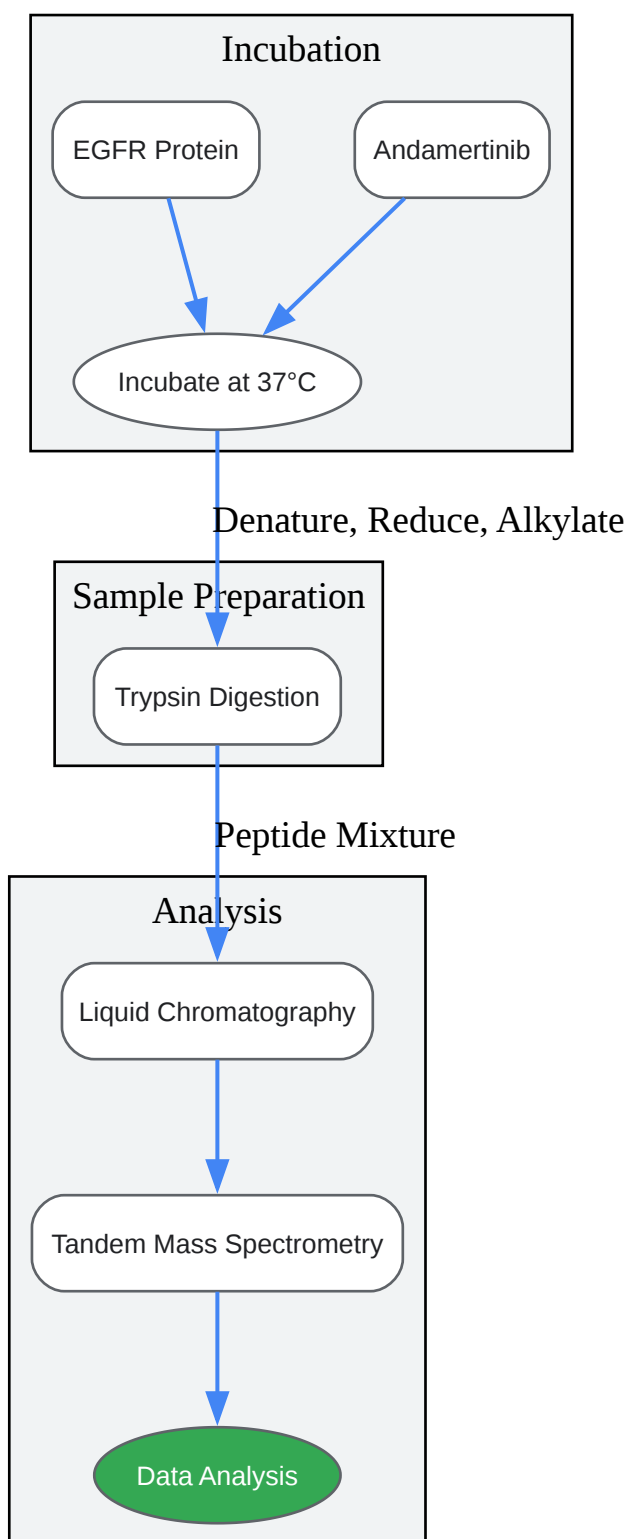 Incubation
EGFR Protein
Andamertinib
Incubate at 37°C
Denature, Reduce, Alkylate
Sample Preparation
Trypsin Digestion
Peptide Mixture
Analysis
Liquid Chromatography
Tandem Mass Spectrometry
Data Analysis